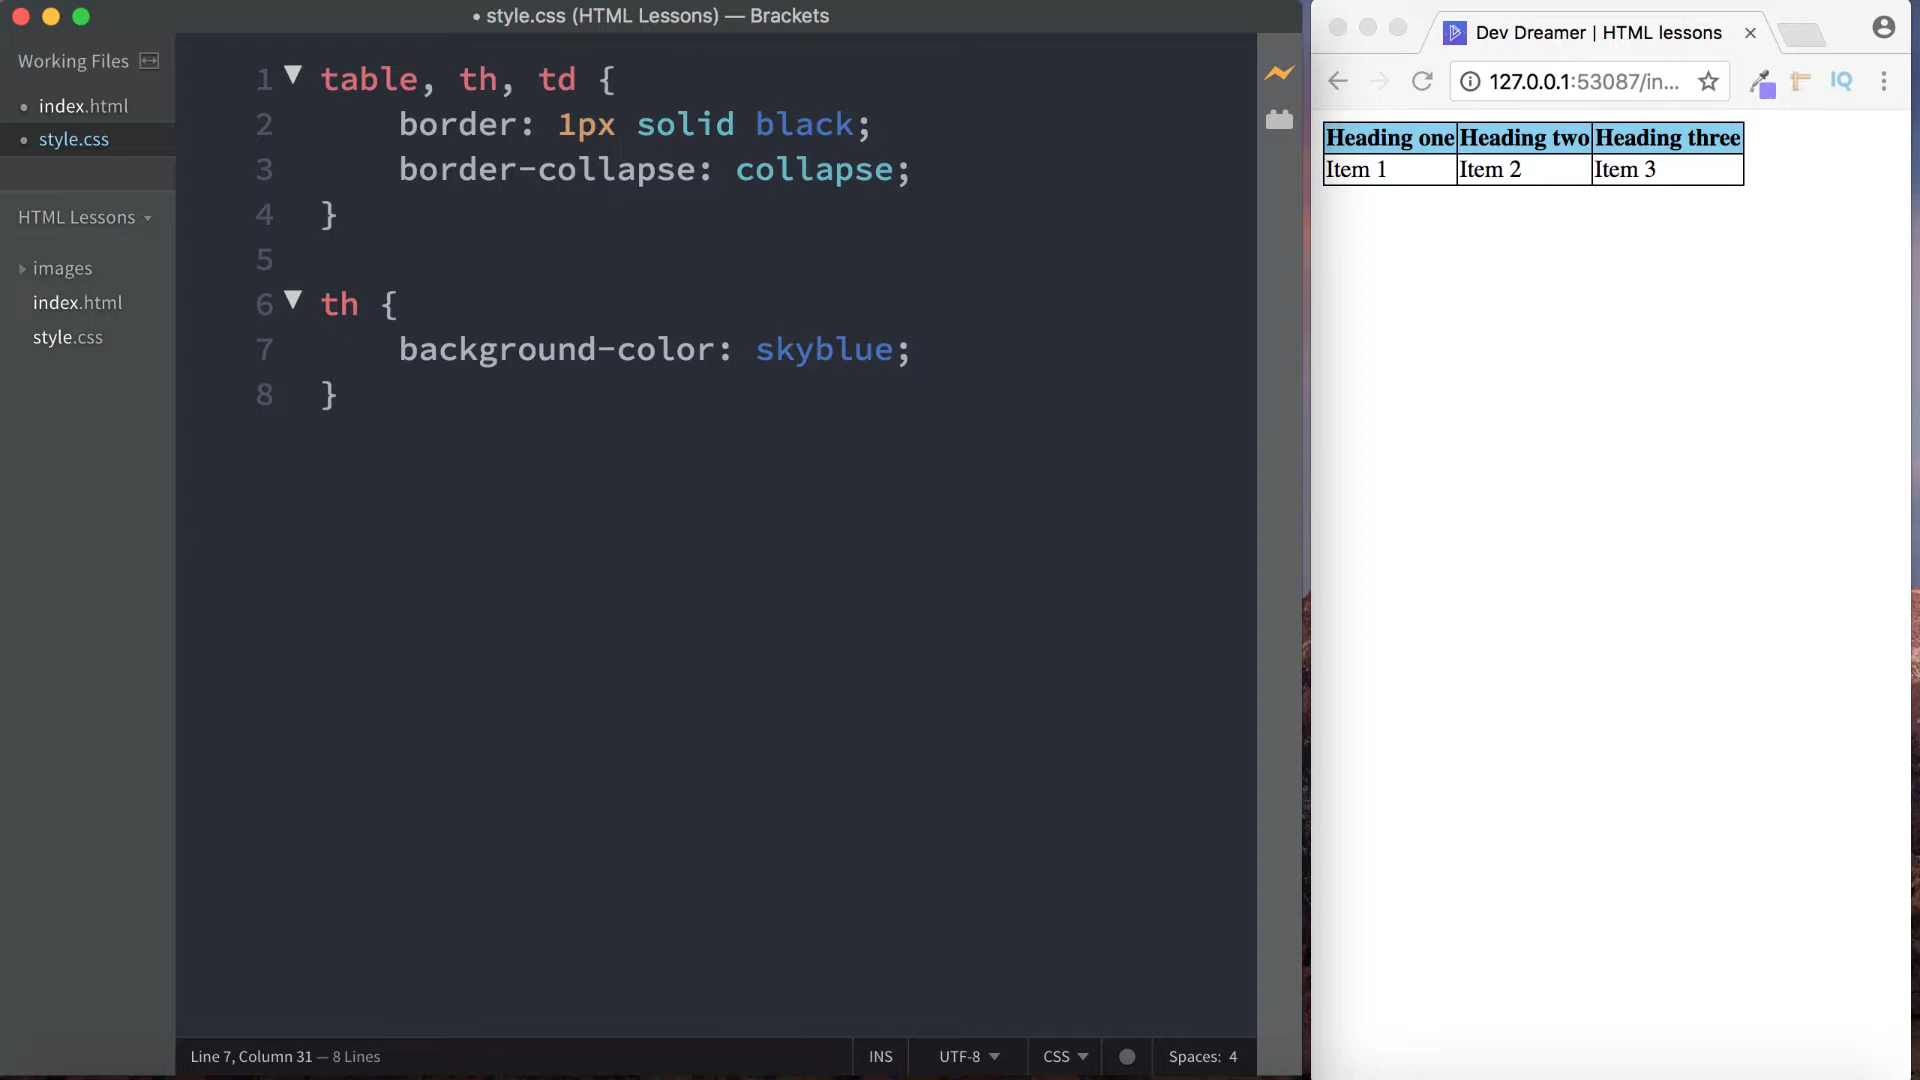 • style.css (HTML Lessons) — Brackets
Working Files
index.html
style.css
HTML Lessons
images
index.html
style.css
1 table, th, td {
2 border: 1px solid black;
3 border-collapse: collapse;
4 }
5
6 th {
7 background-color: skyblue;
8 }
Line 7, Column 31 — 8 Lines
INS UTF-8 CSS Spaces: 4
Dev Dreamer | HTML lessons
127.0.0.1:53087/in...
IQ
Heading one Heading two Heading three
Item 1 Item 2 Item 3